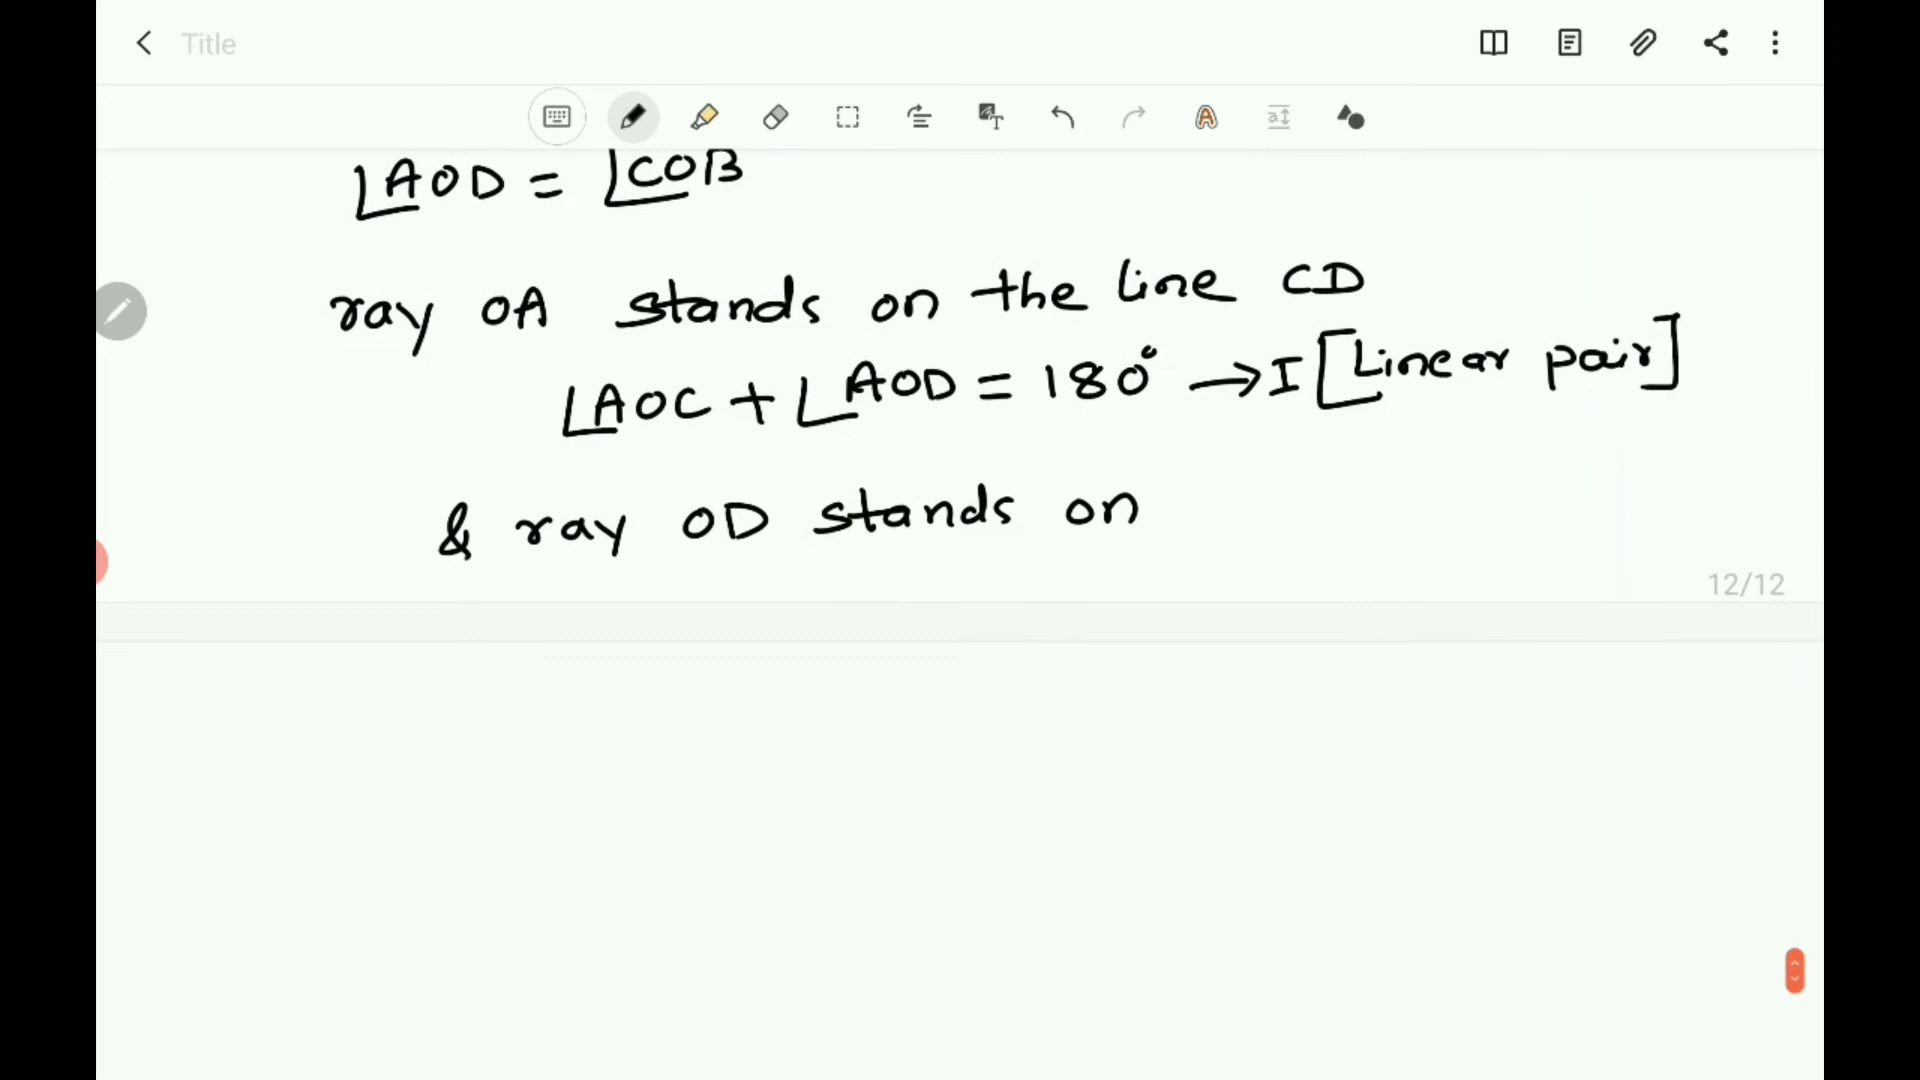 Title
∠AOD = ∠COB
ray OA stands on the line CD
∠AOC + ∠AOD = 180° → I [Linear pair]
& ray OD stands on
12/12